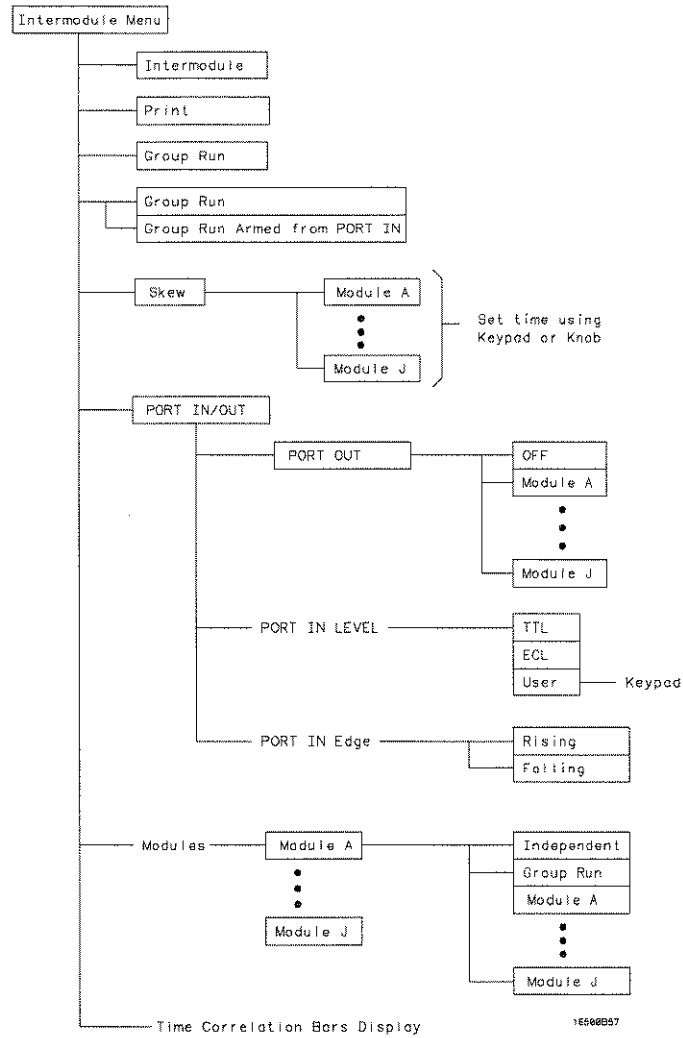 Intermodule Menu
Intermodule
Print
Group Run
Group Run
Group Run Armed from PORT IN
Skew
Module A
Module J
Set time using
Keypad or Knob
PORT IN/OUT
PORT OUT
OFF
Module A
Module J
PORT IN LEVEL
TTL
ECL
User
Keypad
PORT IN Edge
Rising
Falling
Modules
Module A
Module J
Independent
Group Run
Module A
Module J
Time Correlation Bars Display
16500B57